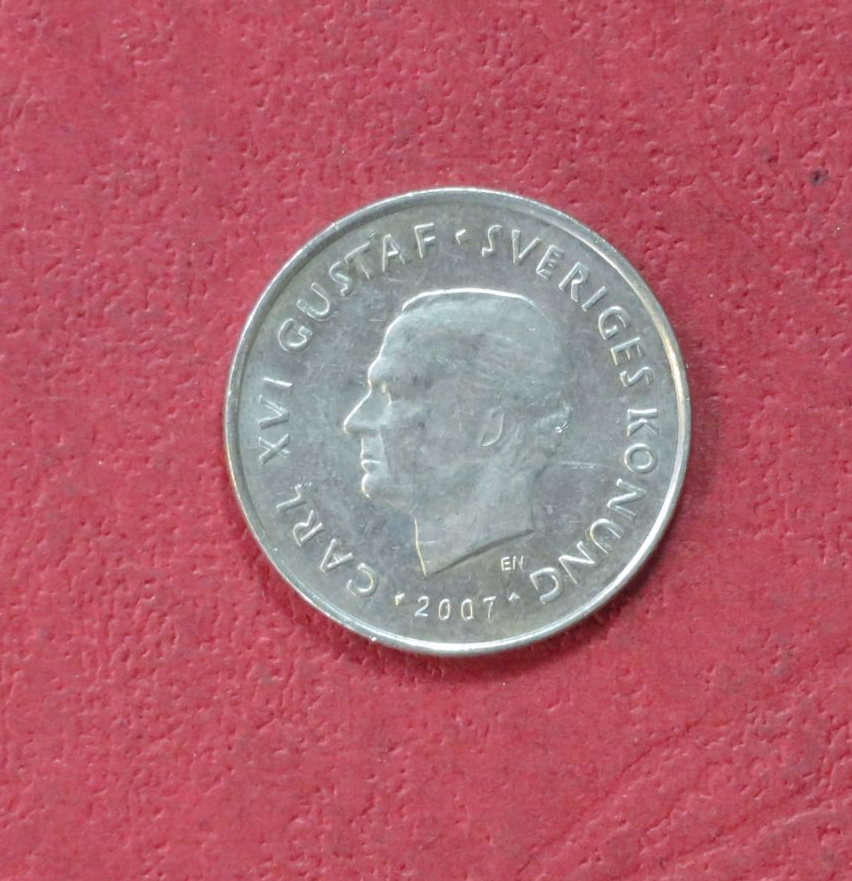 CARL XVI GUSTAF · SVERIGES KONUNG
EN
· 2007 ·